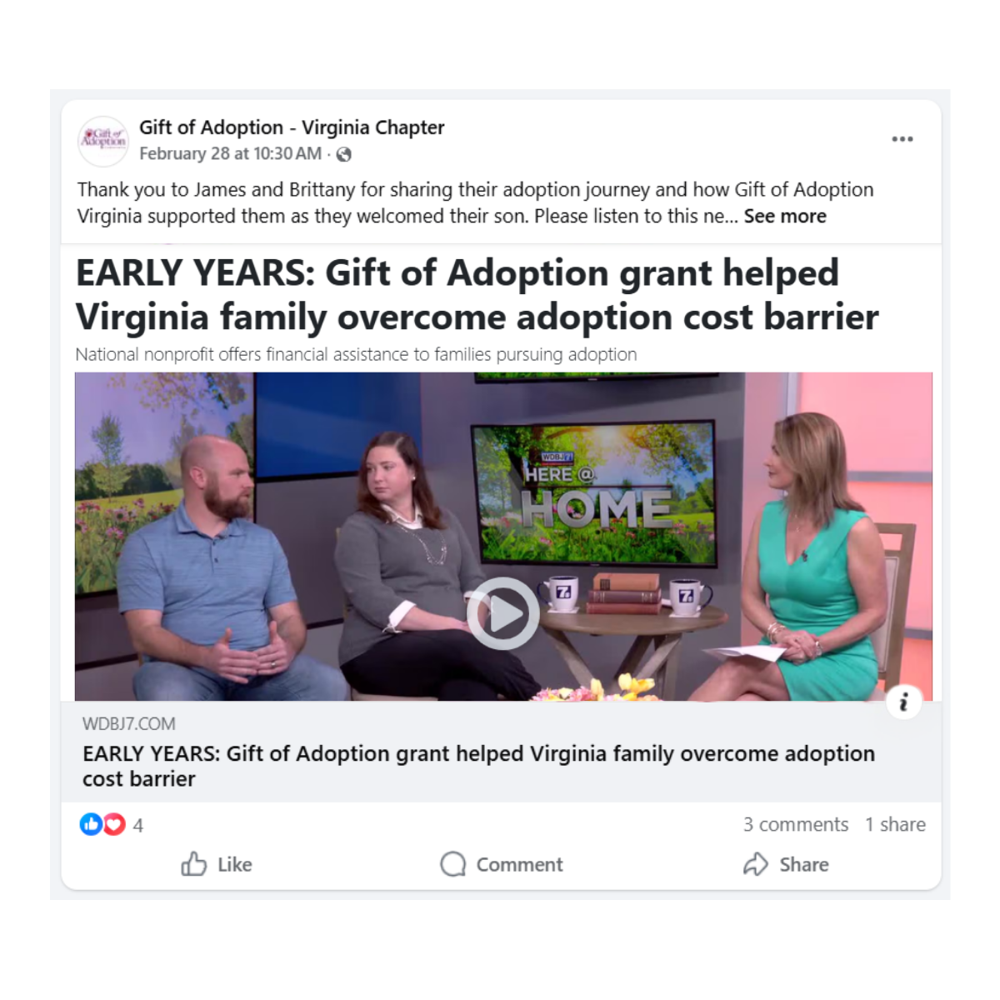 Gift of Adoption
Gift of Adoption - Virginia Chapter
February 28 at 10:30 AM ·
Thank you to James and Brittany for sharing their adoption journey and how Gift of Adoption
Virginia supported them as they welcomed their son. Please listen to this ne... See more
EARLY YEARS: Gift of Adoption grant helped
Virginia family overcome adoption cost barrier
National nonprofit offers financial assistance to families pursuing adoption
WDBJ7
HERE @
HOME
7
7
i
WDBJ7.COM
EARLY YEARS: Gift of Adoption grant helped Virginia family overcome adoption
cost barrier
4
3 comments 1 share
Like Comment Share